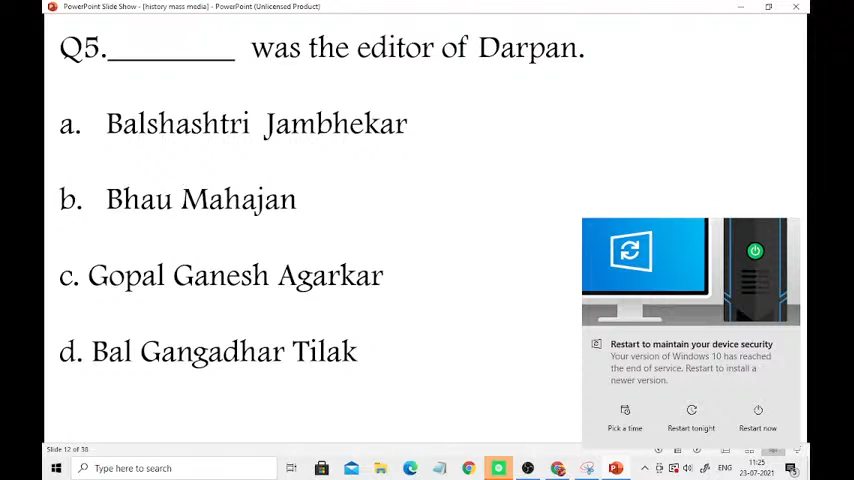 PowerPoint Slide Show - [history mass media] - PowerPoint (Unlicensed Product)
Q5.________ was the editor of Darpan.
a. Balshashtri Jambhekar
b. Bhau Mahajan
c. Gopal Ganesh Agarkar
d. Bal Gangadhar Tilak
Restart to maintain your device security
Your version of Windows 10 has reached
the end of service. Restart to install a
newer version.
Pick a time
Restart tonight
Restart now
Slide 12 of 38
Type here to search
ENG
11:25
23-07-2021